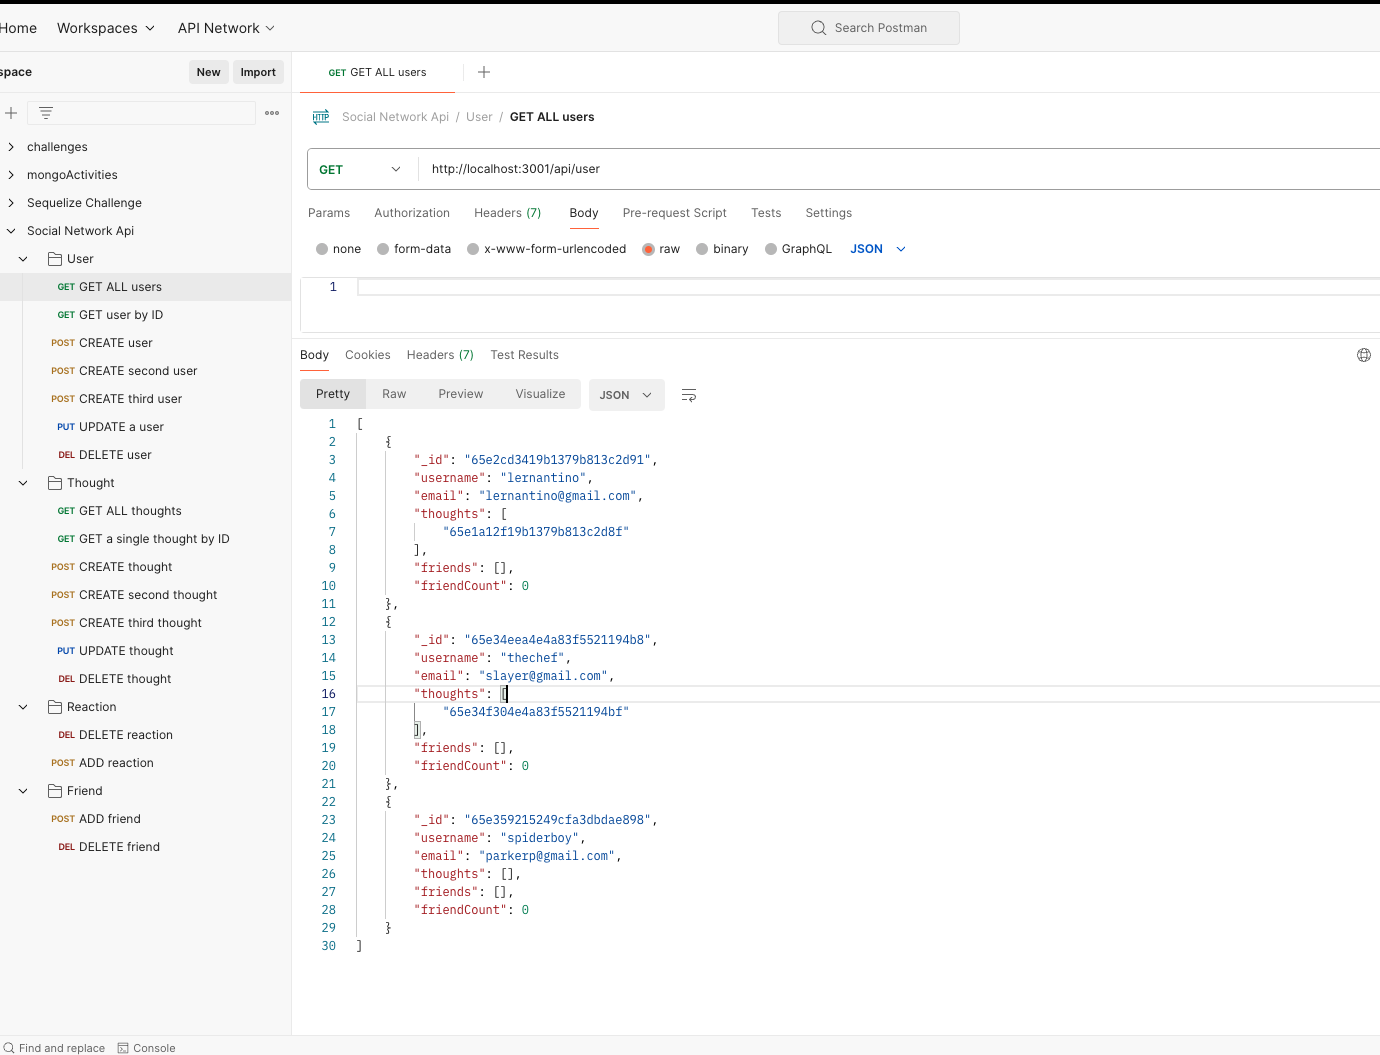 Home Workspaces API Network Search Postman
space New Import
GET GET ALL users
HTTP Social Network Api / User / GET ALL users
challenges
mongoActivities
Sequelize Challenge
Social Network Api
User
GET GET ALL users
GET GET user by ID
POST CREATE user
POST CREATE second user
POST CREATE third user
PUT UPDATE a user
DEL DELETE user
Thought
GET GET ALL thoughts
GET GET a single thought by ID
POST CREATE thought
POST CREATE second thought
POST CREATE third thought
PUT UPDATE thought
DEL DELETE thought
Reaction
DEL DELETE reaction
POST ADD reaction
Friend
POST ADD friend
DEL DELETE friend
GET http://localhost:3001/api/user
Params Authorization Headers (7) Body Pre-request Script Tests Settings
none form-data x-www-form-urlencoded raw binary GraphQL JSON
1
Body Cookies Headers (7) Test Results
Pretty Raw Preview Visualize JSON
1 [
2 {
3 "_id": "65e2cd3419b1379b813c2d91",
4 "username": "lernantino",
5 "email": "lernantino@gmail.com",
6 "thoughts": [
7 "65e1a12f19b1379b813c2d8f"
8 ],
9 "friends": [],
10 "friendCount": 0
11 },
12 {
13 "_id": "65e34eea4e4a83f5521194b8",
14 "username": "thechef",
15 "email": "slayer@gmail.com",
16 "thoughts": [
17 "65e34f304e4a83f5521194bf"
18 ],
19 "friends": [],
20 "friendCount": 0
21 },
22 {
23 "_id": "65e359215249cfa3dbdae898",
24 "username": "spiderboy",
25 "email": "parkerp@gmail.com",
26 "thoughts": [],
27 "friends": [],
28 "friendCount": 0
29 }
30 ]
Find and replace Console